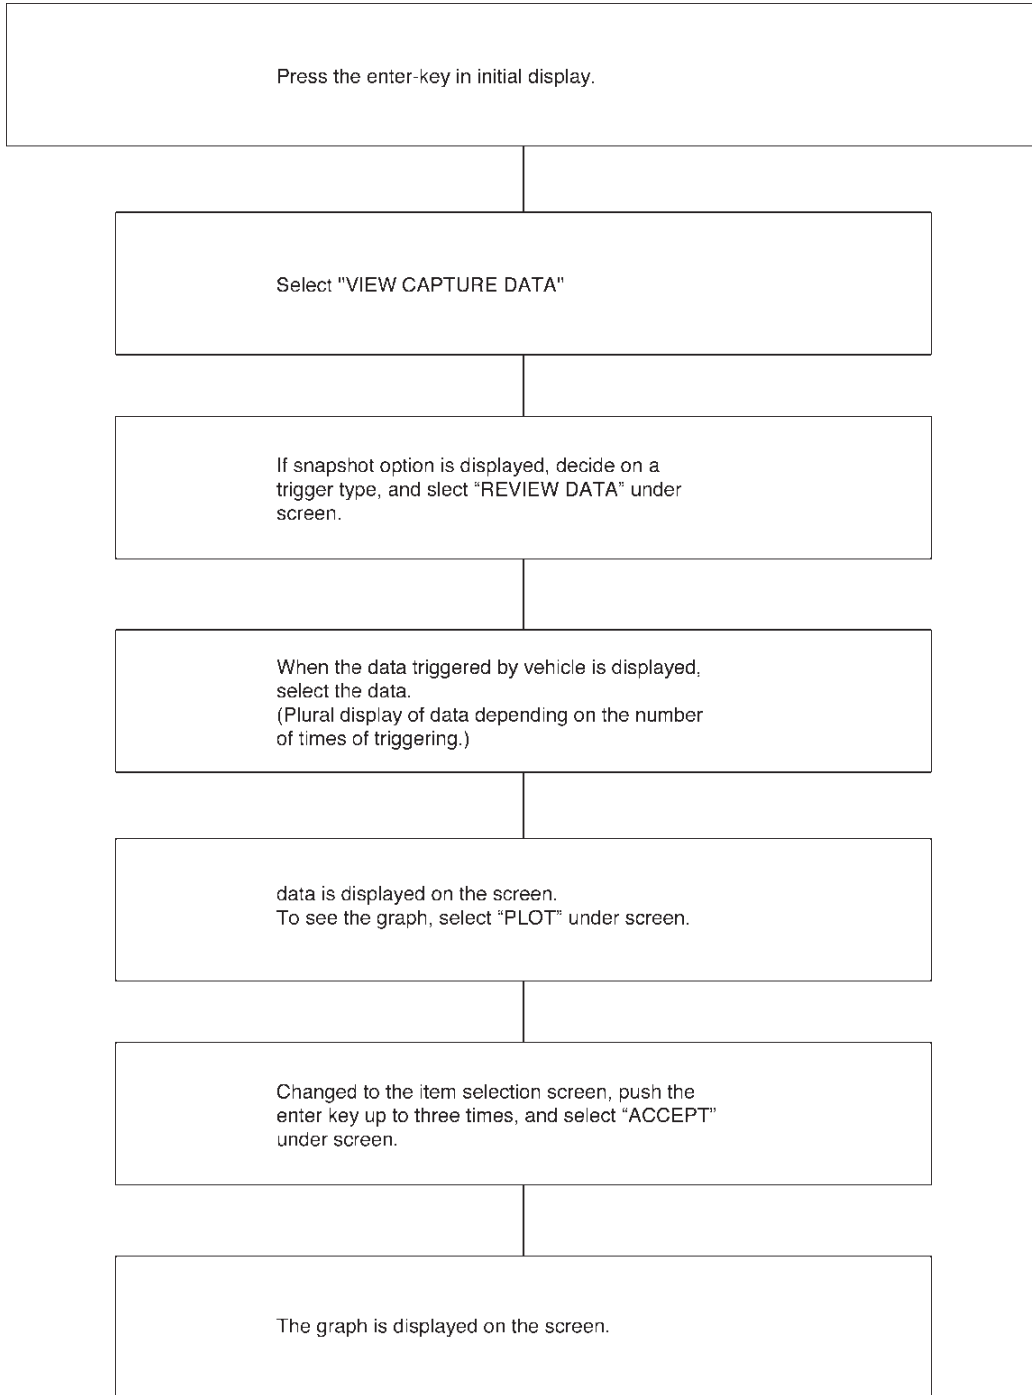 Press the enter-key in initial display.
Select "VIEW CAPTURE DATA"
If snapshot option is displayed, decide on a
trigger type, and slect “REVIEW DATA” under
screen.
When the data triggered by vehicle is displayed,
select the data.
(Plural display of data depending on the number
of times of triggering.)
data is displayed on the screen.
To see the graph, select “PLOT” under screen.
Changed to the item selection screen, push the
enter key up to three times, and select “ACCEPT”
under screen.
The graph is displayed on the screen.